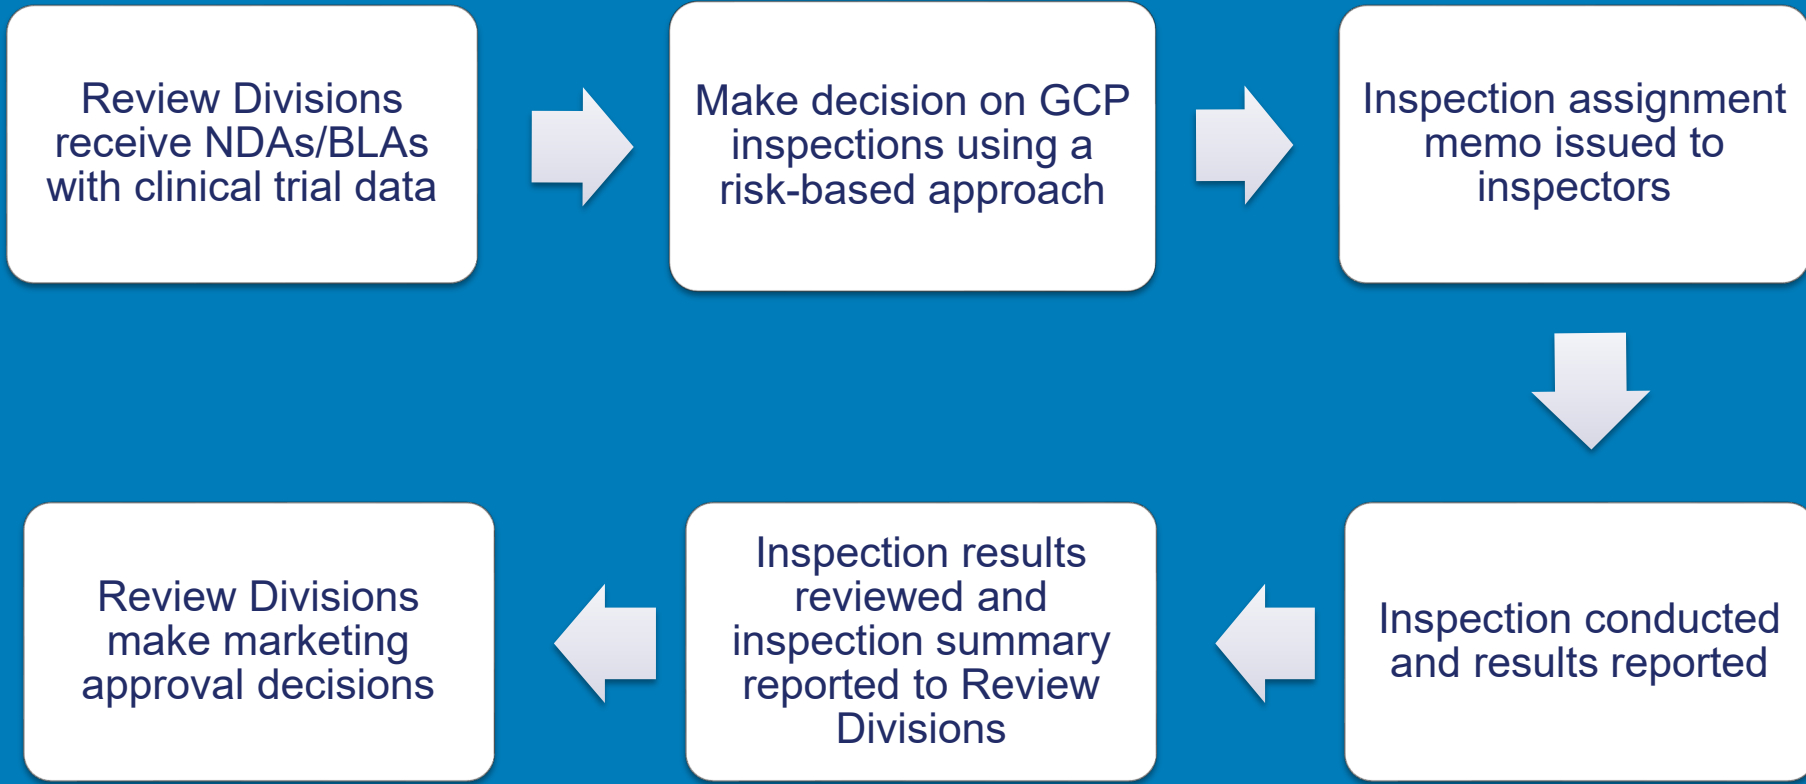 Review Divisions
receive NDAs/BLAs
with clinical trial data
Make decision on GCP
inspections using a
risk-based approach
Inspection assignment
memo issued to
inspectors
Inspection conducted
and results reported
Inspection results
reviewed and
inspection summary
reported to Review
Divisions
Review Divisions
make marketing
approval decisions